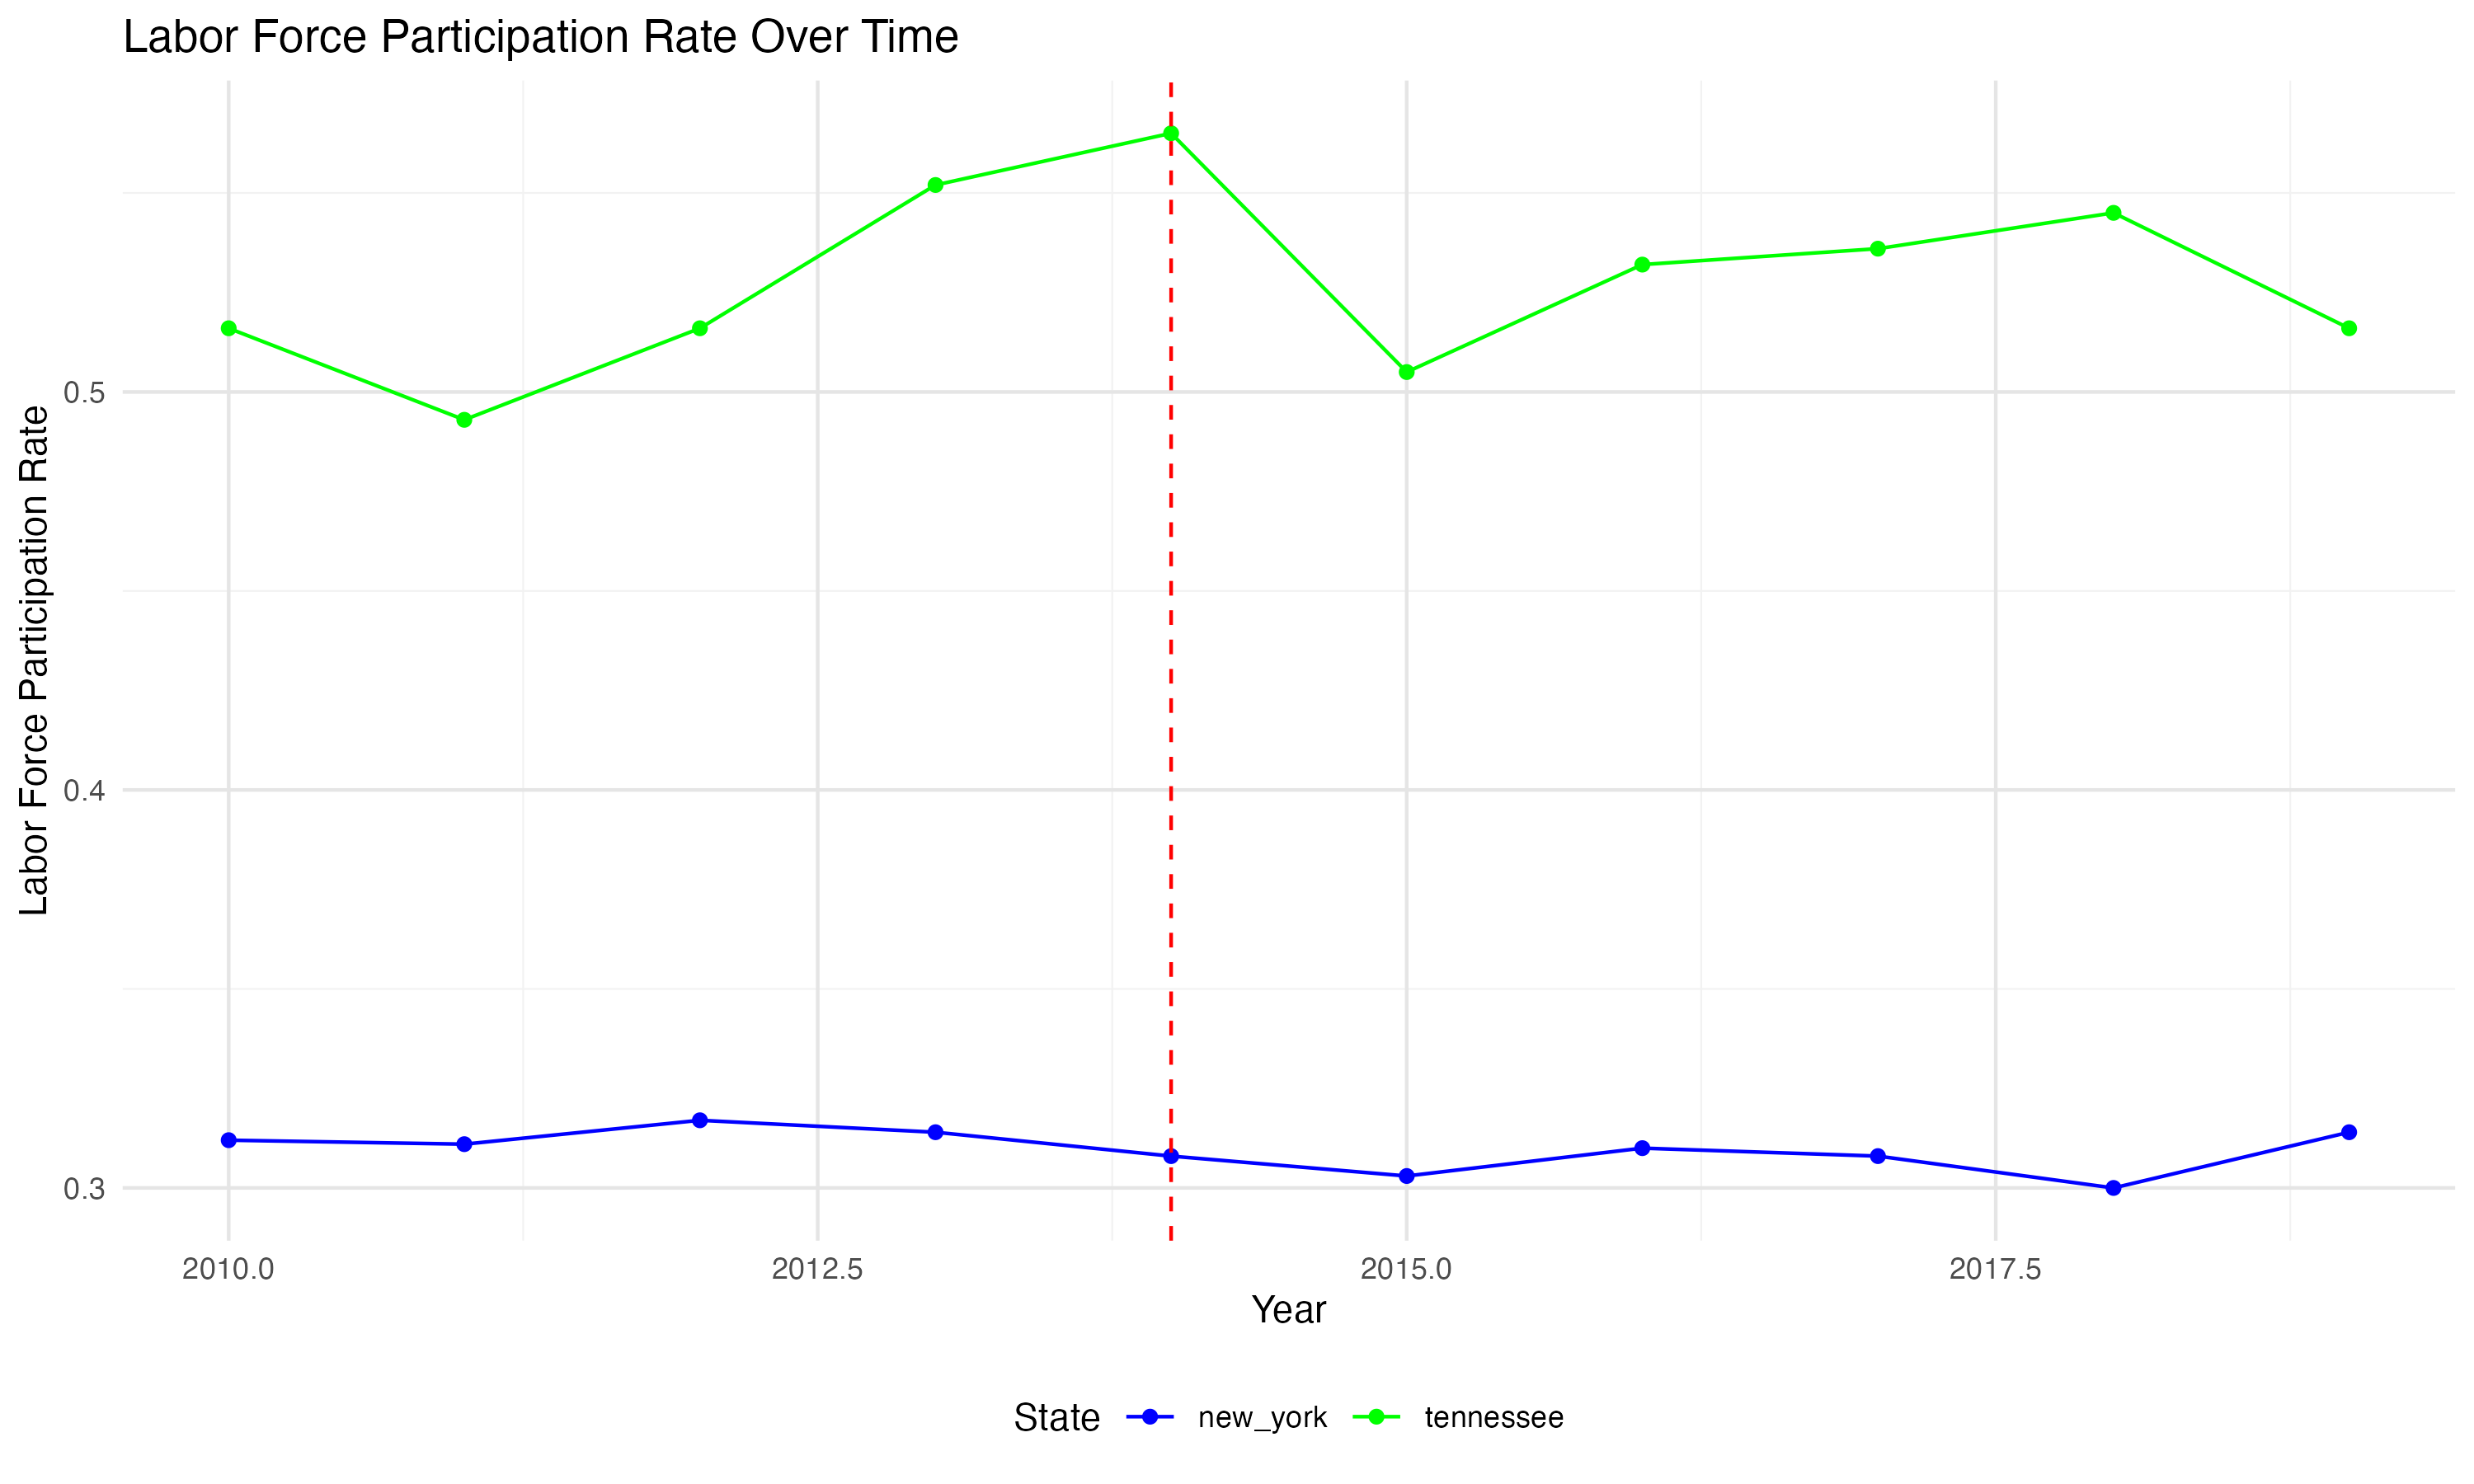 Labor Force Participation Rate Over Time
Labor Force Participation Rate
0.5
0.4
0.3
2010.0 2012.5 2015.0 2017.5
Year
State new_york tennessee